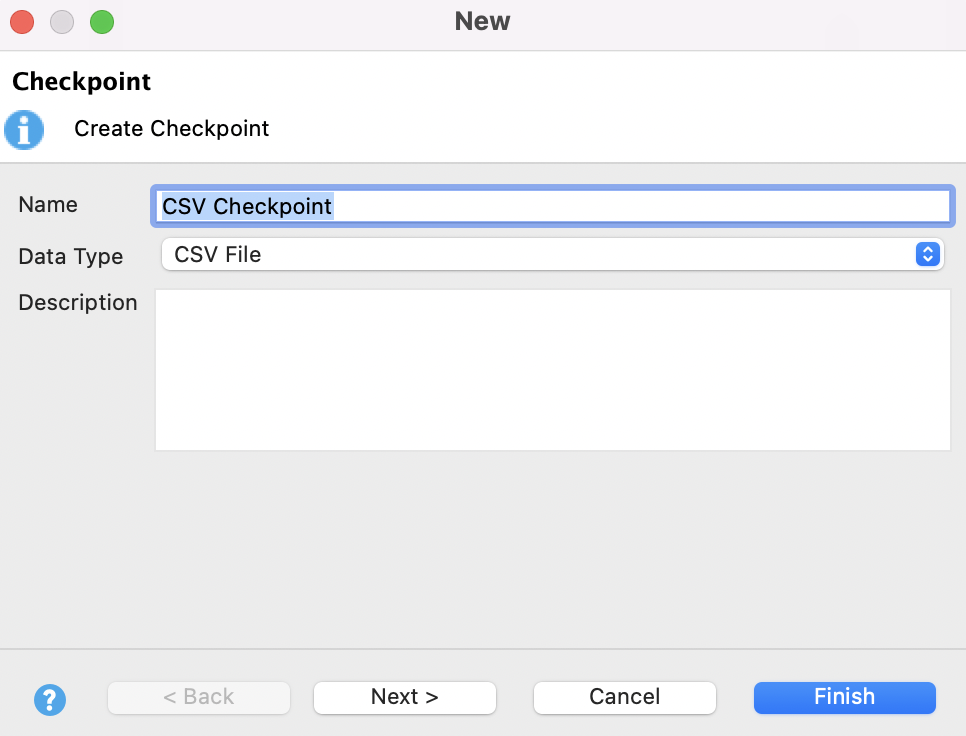 New
Checkpoint
Create Checkpoint
Name
CSV Checkpoint
Data Type
CSV File
Description
?
< Back
Next >
Cancel
Finish